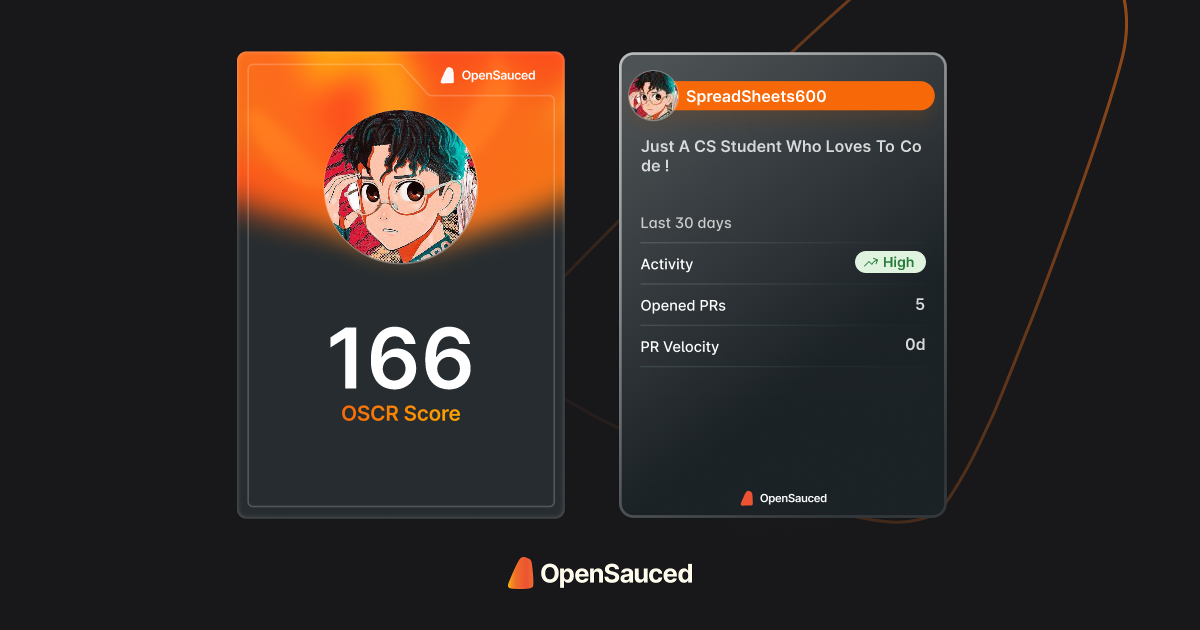 OpenSauced
166
OSCR Score
SpreadSheets600
Just A CS Student Who Loves To Co
de !
Last 30 days
Activity
High
Opened PRs
5
PR Velocity
0d
OpenSauced
OpenSauced